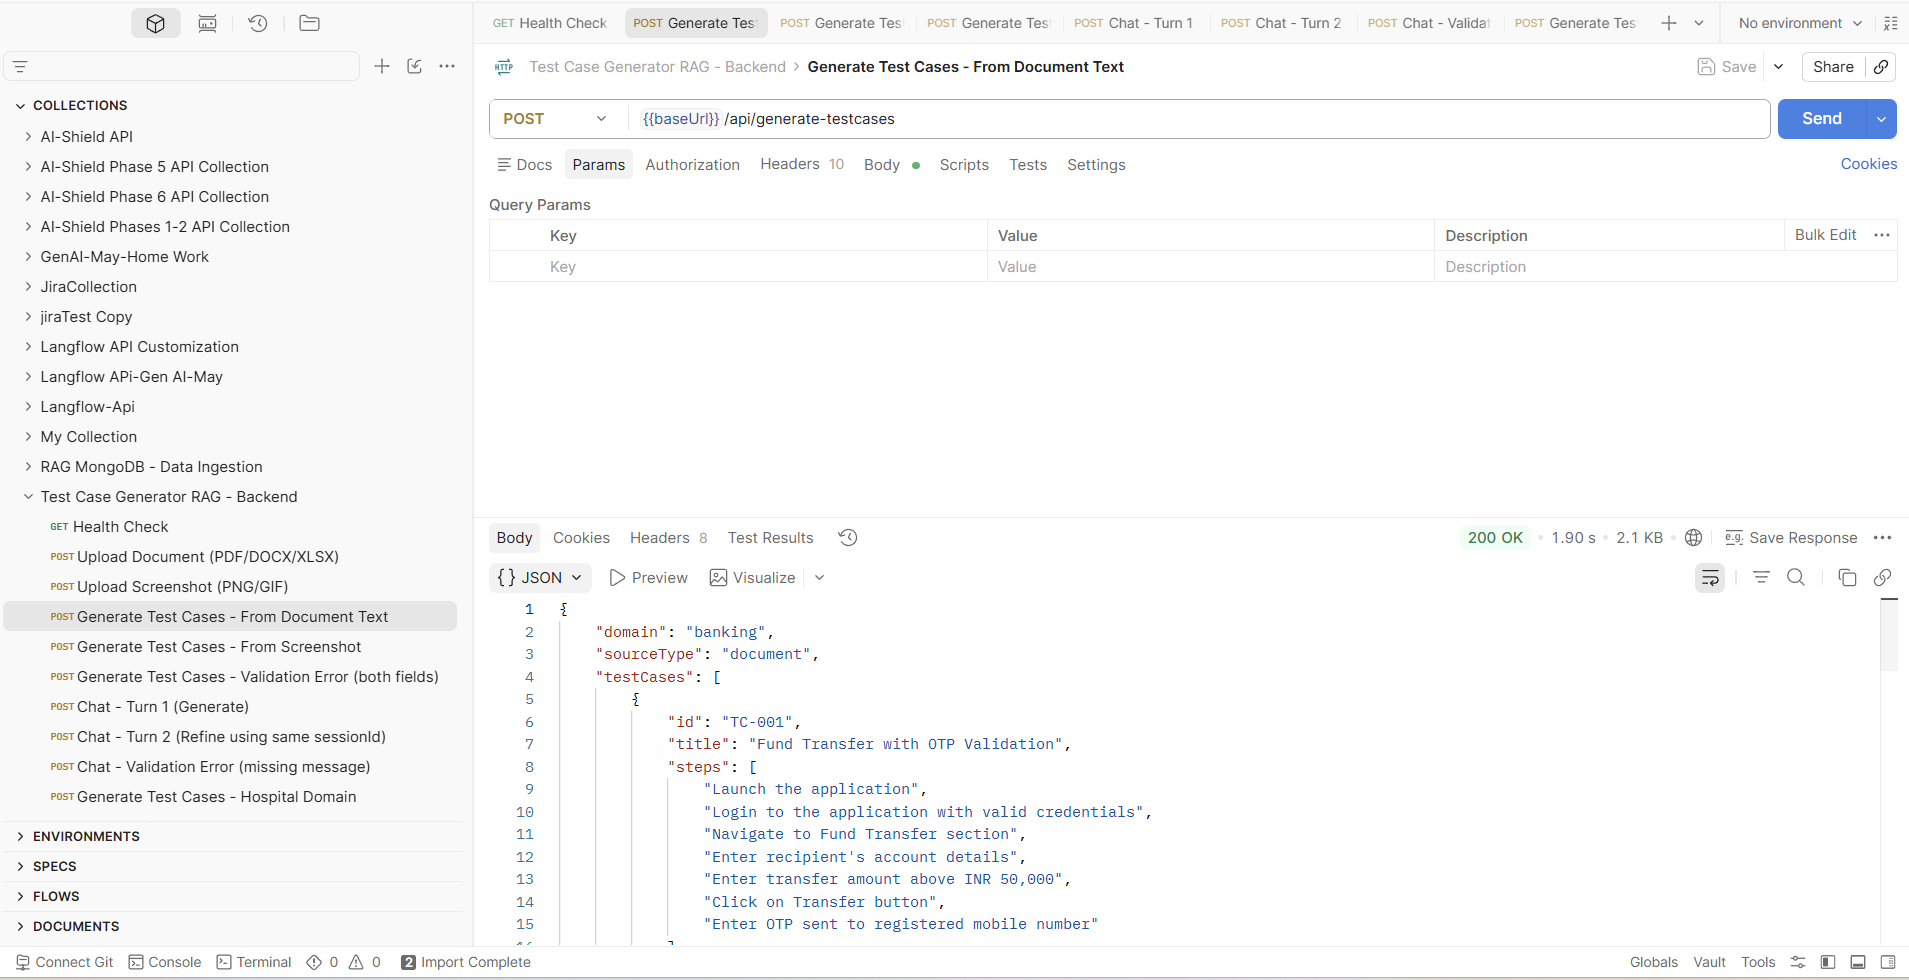 GET Health Check
POST Generate Tes
POST Generate Tes
POST Generate Tes
POST Chat - Turn 1
POST Chat - Turn 2
POST Chat - Validat
POST Generate Tes
No environment
HTTP Test Case Generator RAG - Backend > Generate Test Cases - From Document Text
Save
Share
POST {{baseUrl}} /api/generate-testcases
Send
Docs Params Authorization Headers 10 Body Scripts Tests Settings
Cookies
Query Params
Key Value Description Bulk Edit
Key Value Description
COLLECTIONS
AI-Shield API
AI-Shield Phase 5 API Collection
AI-Shield Phase 6 API Collection
AI-Shield Phases 1-2 API Collection
GenAI-May-Home Work
JiraCollection
jiraTest Copy
Langflow API Customization
Langflow APi-Gen AI-May
Langflow-Api
My Collection
RAG MongoDB - Data Ingestion
Test Case Generator RAG - Backend
GET Health Check
POST Upload Document (PDF/DOCX/XLSX)
POST Upload Screenshot (PNG/GIF)
POST Generate Test Cases - From Document Text
POST Generate Test Cases - From Screenshot
POST Generate Test Cases - Validation Error (both fields)
POST Chat - Turn 1 (Generate)
POST Chat - Turn 2 (Refine using same sessionId)
POST Chat - Validation Error (missing message)
POST Generate Test Cases - Hospital Domain
ENVIRONMENTS
SPECS
FLOWS
DOCUMENTS
Body Cookies Headers 8 Test Results
200 OK • 1.90 s • 2.1 KB
e.g. Save Response
{} JSON Preview Visualize
1 {
2 "domain": "banking",
3 "sourceType": "document",
4 "testCases": [
5 {
6 "id": "TC-001",
7 "title": "Fund Transfer with OTP Validation",
8 "steps": [
9 "Launch the application",
10 "Login to the application with valid credentials",
11 "Navigate to Fund Transfer section",
12 "Enter recipient's account details",
13 "Enter transfer amount above INR 50,000",
14 "Click on Transfer button",
15 "Enter OTP sent to registered mobile number"
16 ]
Connect Git Console Terminal 0 0 2 Import Complete
Globals Vault Tools